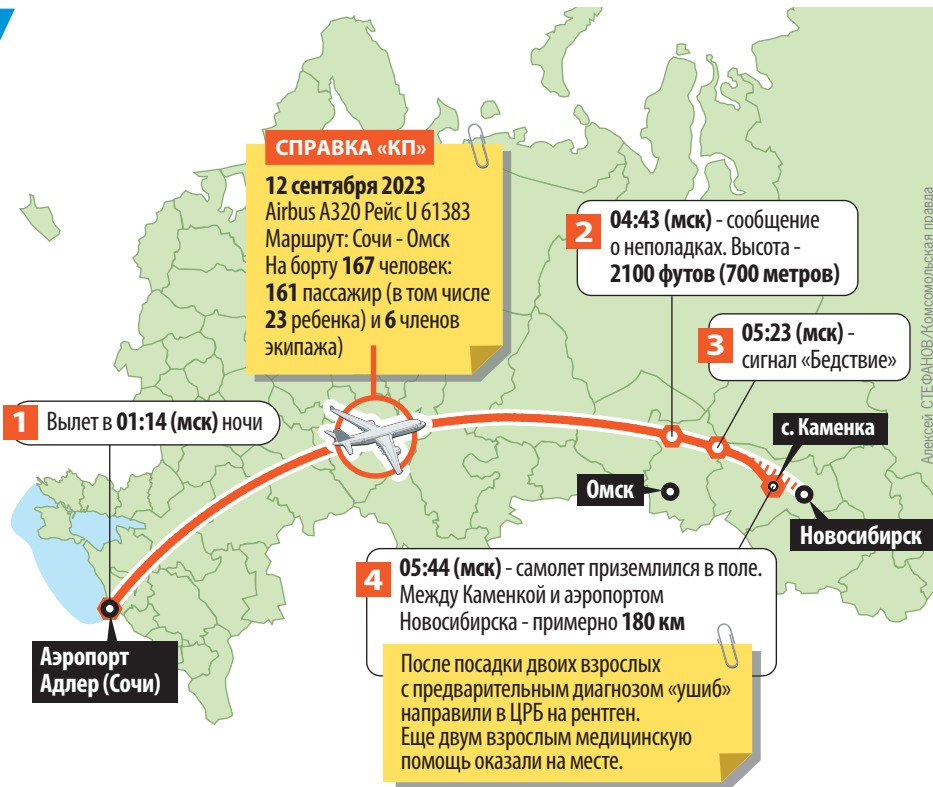 СПРАВКА «КП»
12 сентября 2023
Airbus A320 Рейс U 61383
Маршрут: Сочи - Омск
На борту 167 человек:
161 пассажир (в том числе
23 ребенка) и 6 членов
экипажа)
1
Вылет в 01:14 (мск) ночи
2
04:43 (мск) - сообщение
о неполадках. Высота -
2100 футов (700 метров)
3
05:23 (мск) -
сигнал «Бедствие»
с. Каменка
Омск
Новосибирск
4
05:44 (мск) - самолет приземлился в поле.
Между Каменкой и аэропортом
Новосибирска - примерно 180 км
Аэропорт
Адлер (Сочи)
После посадки двоих взрослых
с предварительным диагнозом «ушиб»
направили в ЦРБ на рентген.
Еще двум взрослым медицинскую
помощь оказали на месте.
Алексей СТЕФАНОВ/Комсомольская правда